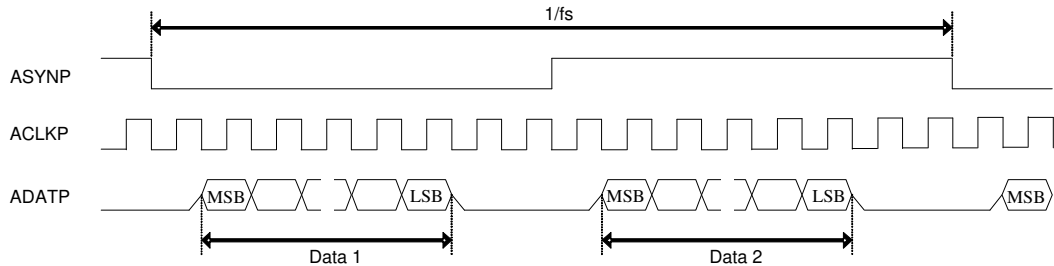 1/fs
ASYNP
ACLKP
ADATP
MSB LSB MSB LSB MSB
Data 1 Data 2